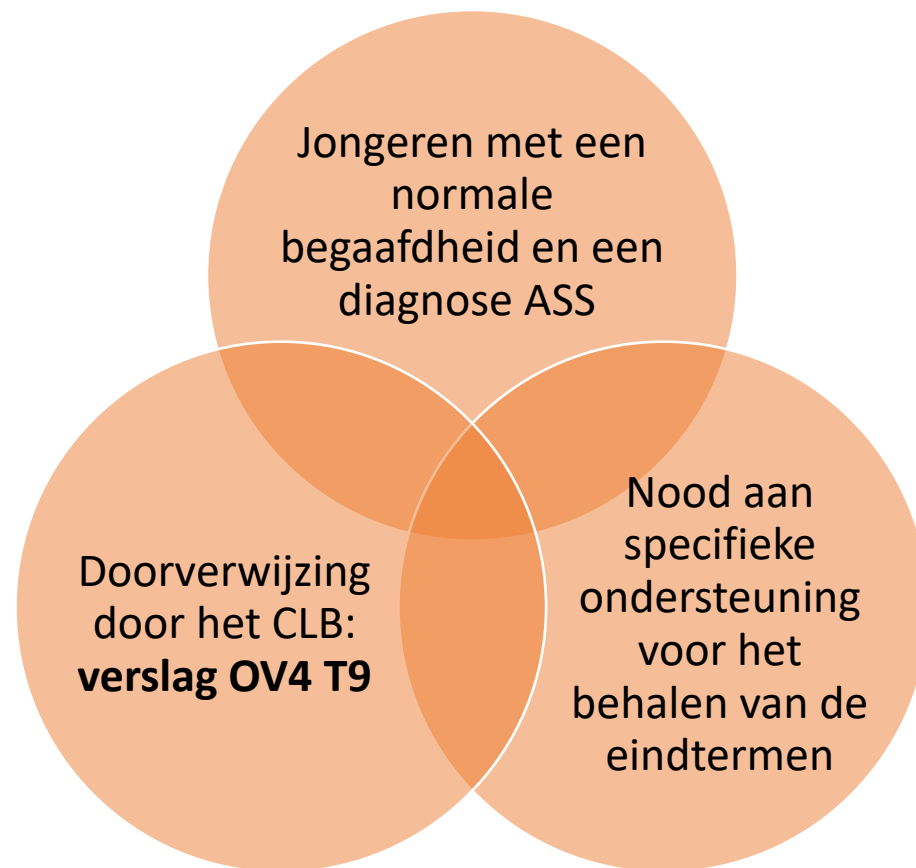 Jongeren met een
normale
begaafdheid en een
diagnose ASS
Doorverwijzing
door het CLB:
verslag OV4 T9
Nood aan
specifieke
ondersteuning
voor het
behalen van de
eindtermen